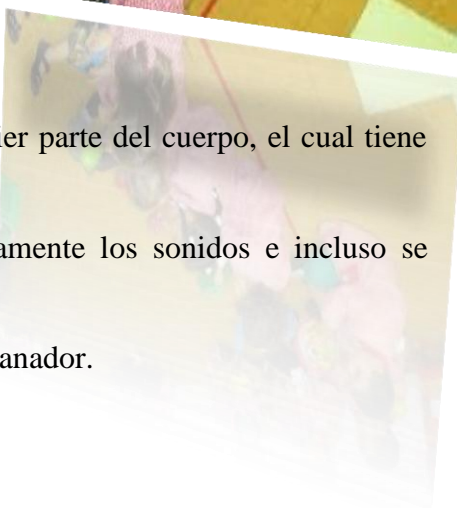 ier parte del cuerpo, el cual tiene
amente los sonidos e incluso se
anador.